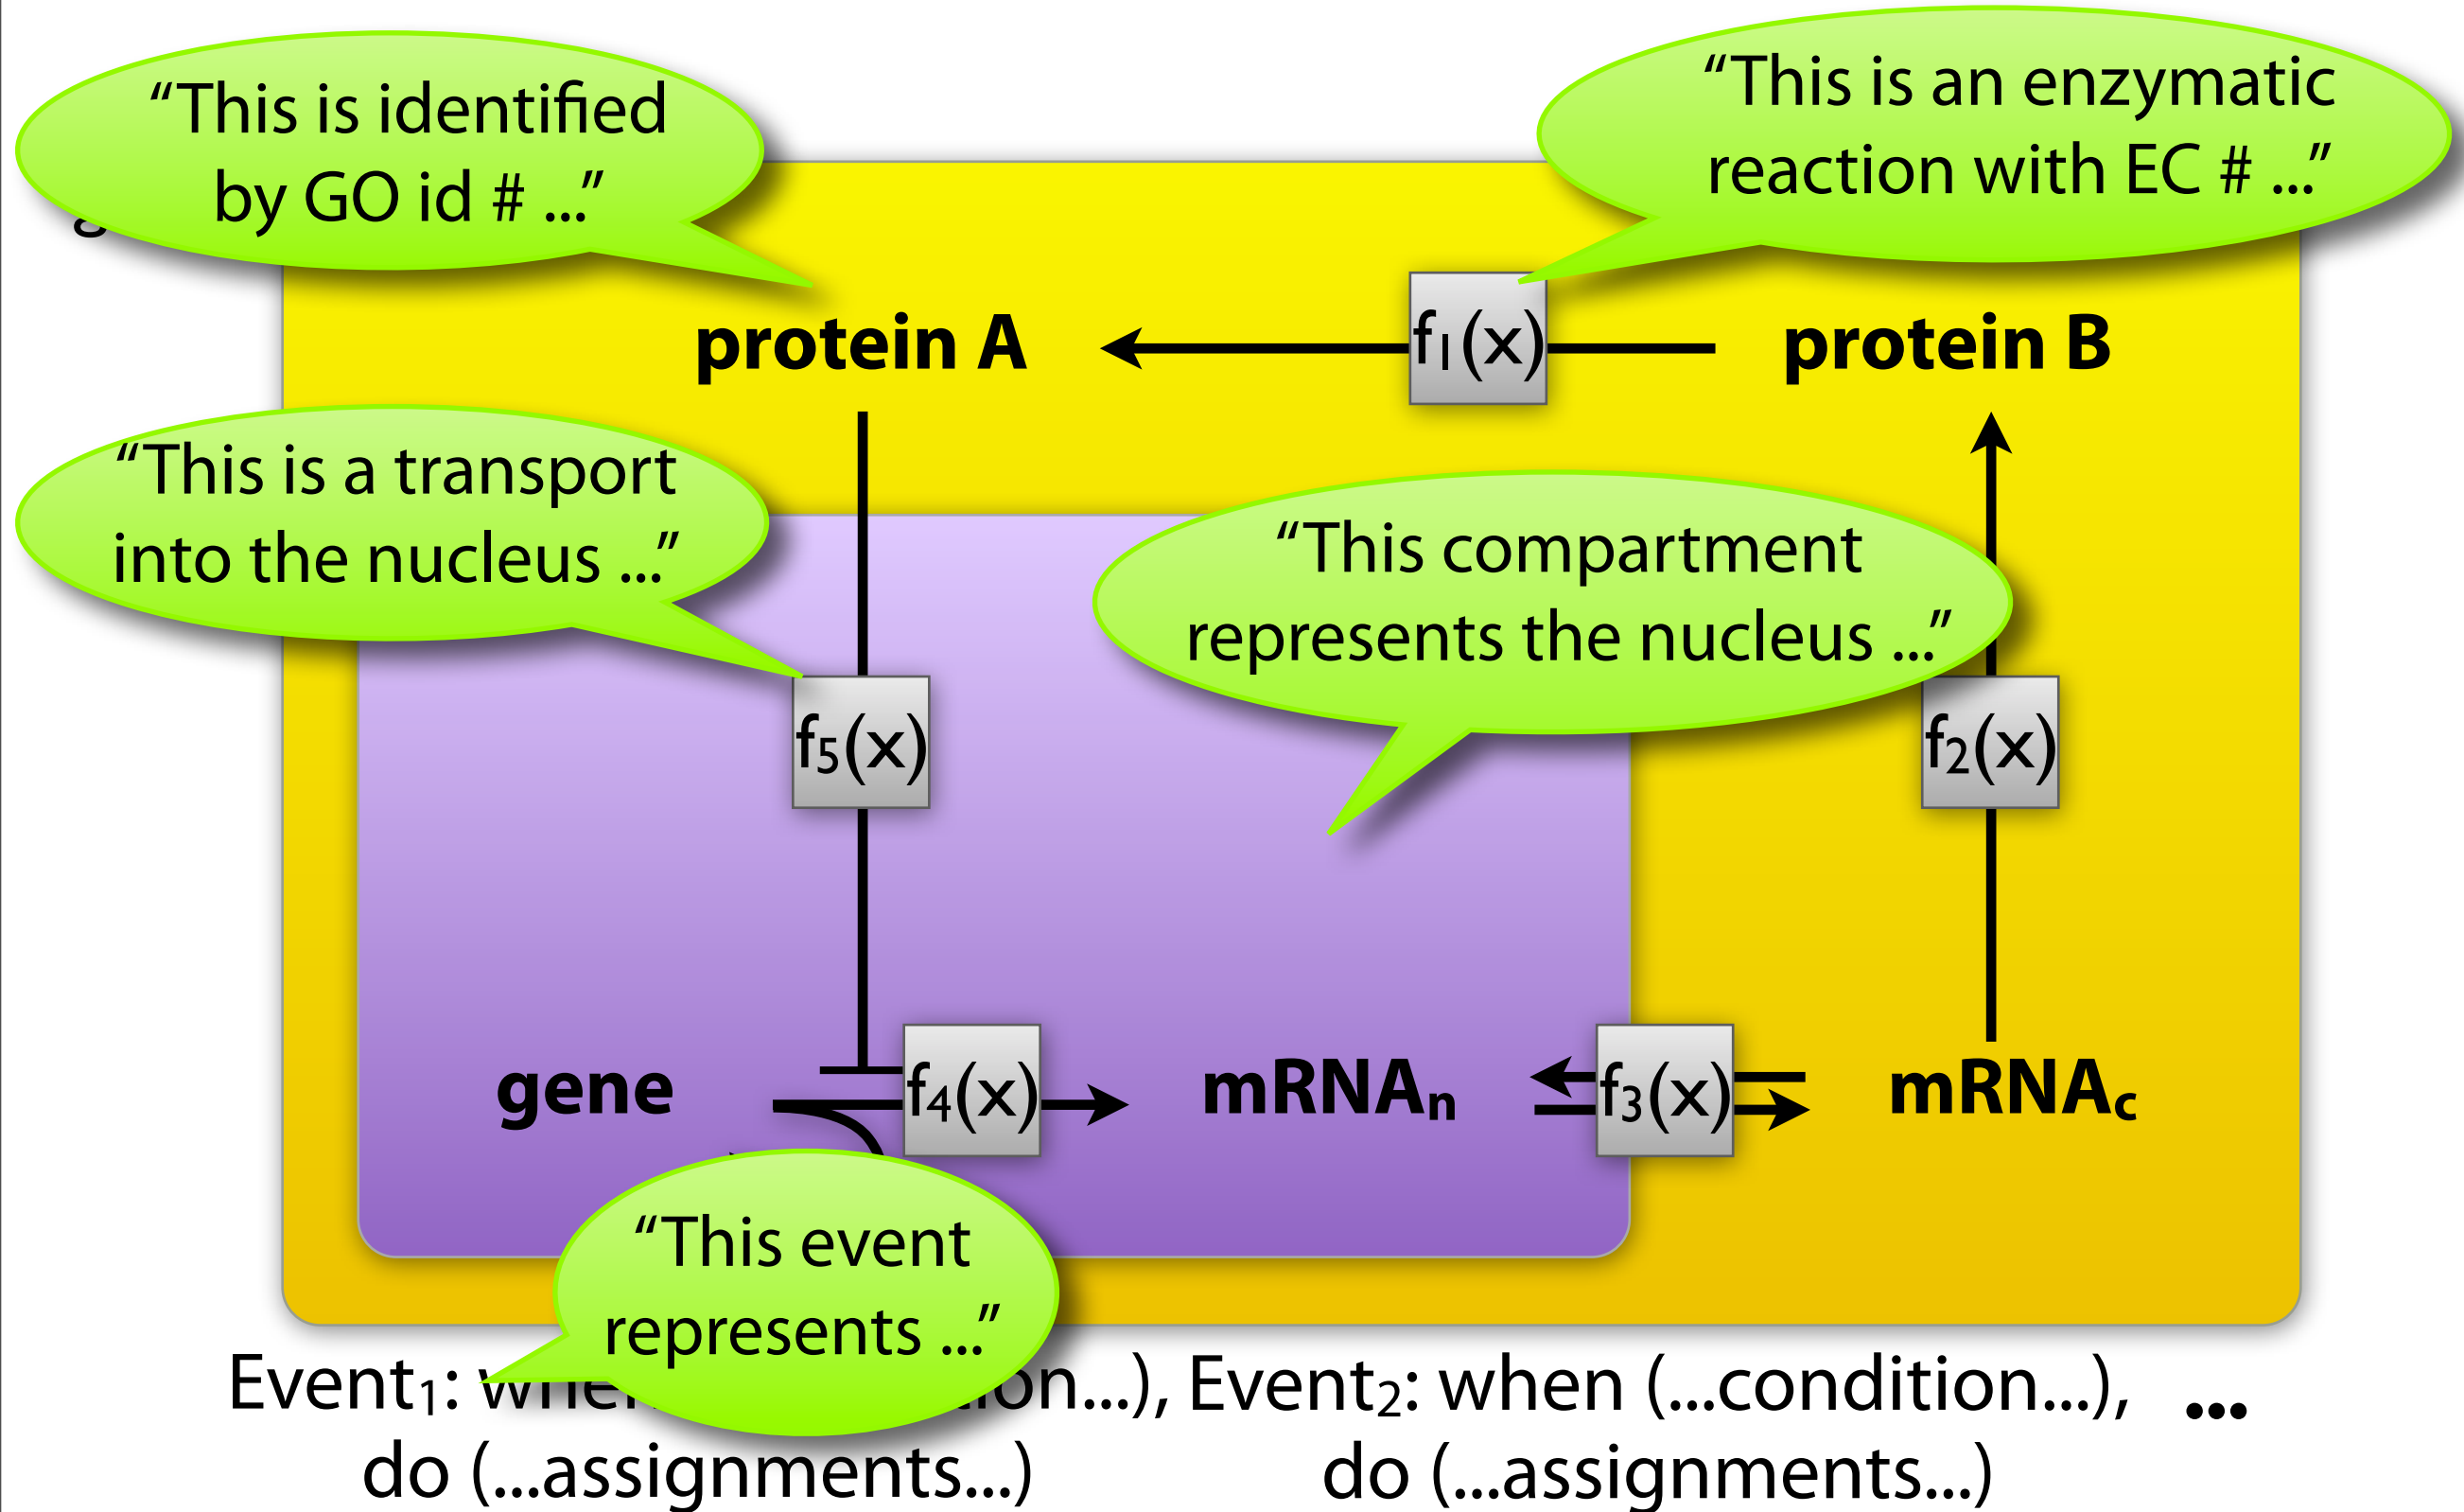 “This is identified
by GO id # ...”
“This is an enzymatic
reaction with EC # ...”
protein A
f1(x)
protein B
“This is a transport
into the nucleus ...”
“This compartment
represents the nucleus ...”
f5(x)
f2(x)
gene
f4(x)
mRNAn
f3(x)
mRNAc
“This event
represents ...”
Event1: ...), Event2: when (...condition...), ...
do (...assignments...) do (...assignments...)